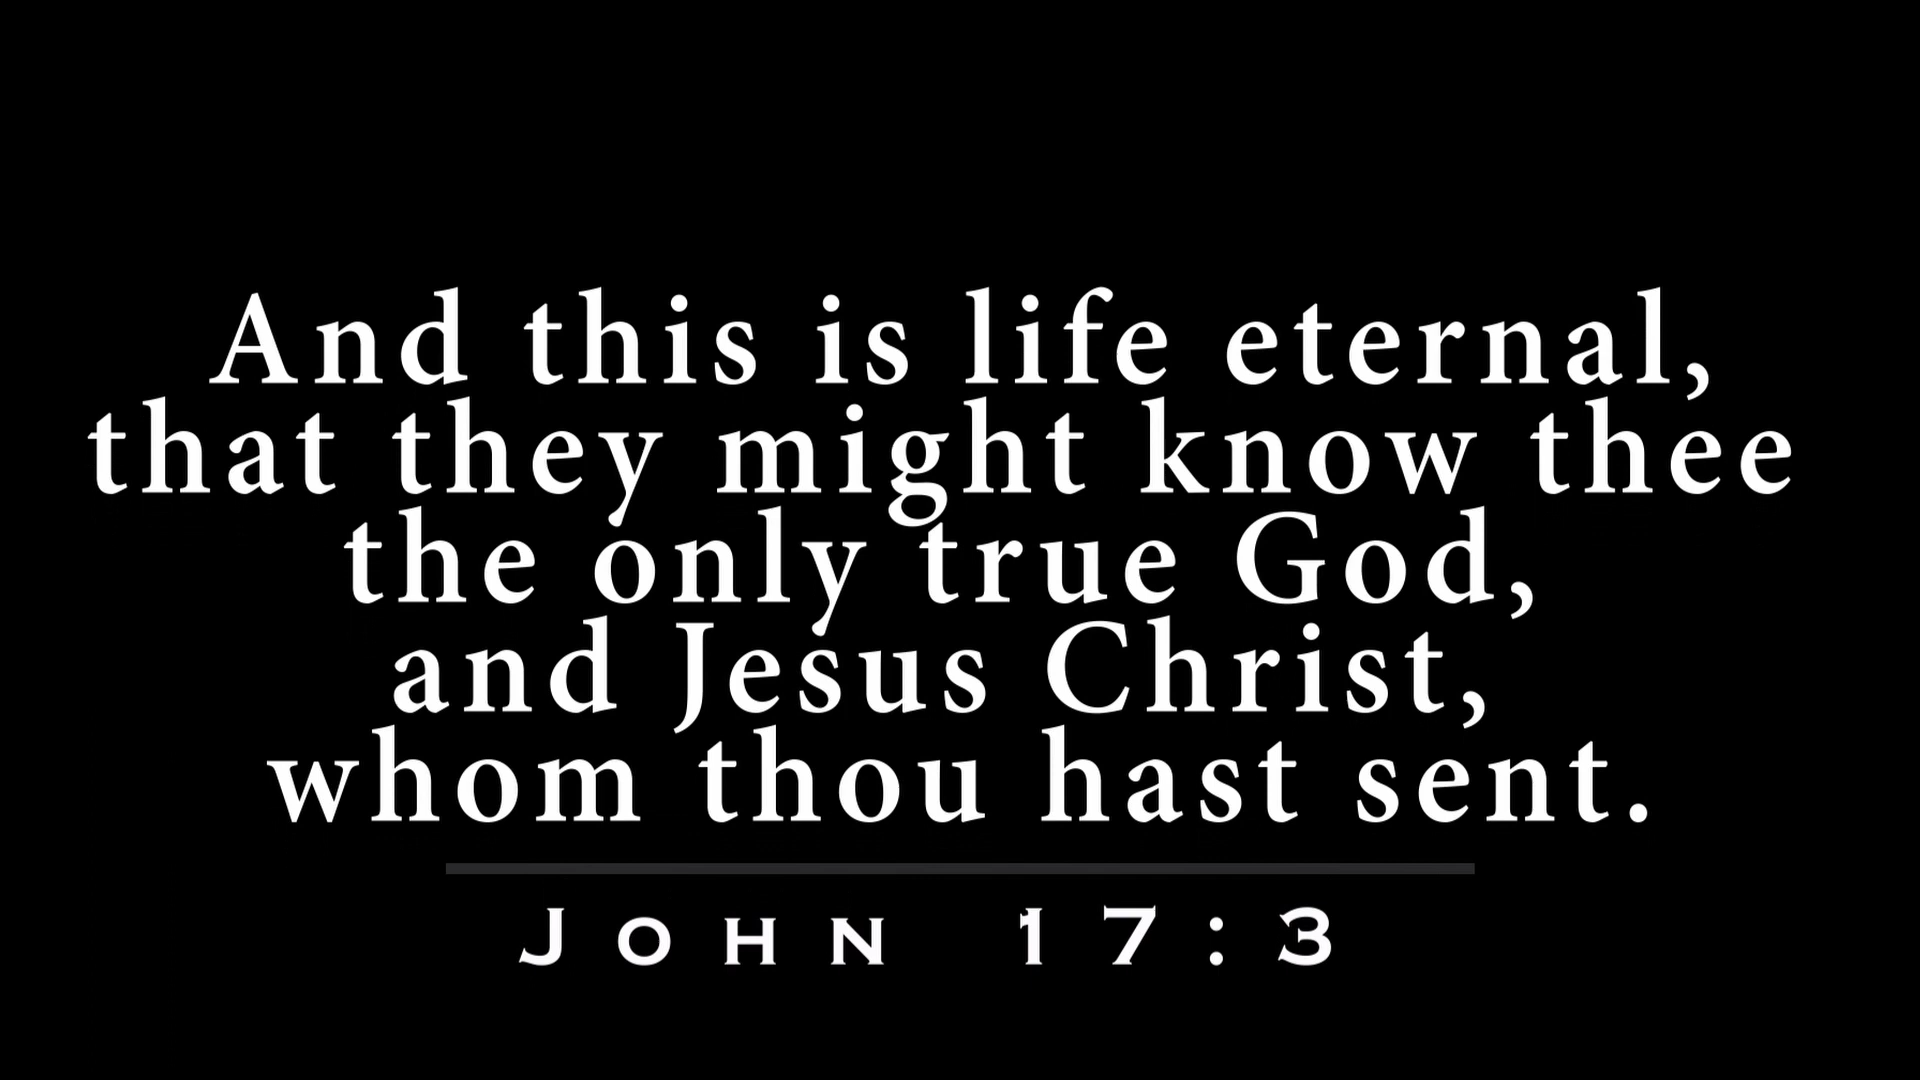 And this is life eternal,
that they might know thee
the only true God,
and Jesus Christ,
whom thou hast sent.
John 17:3